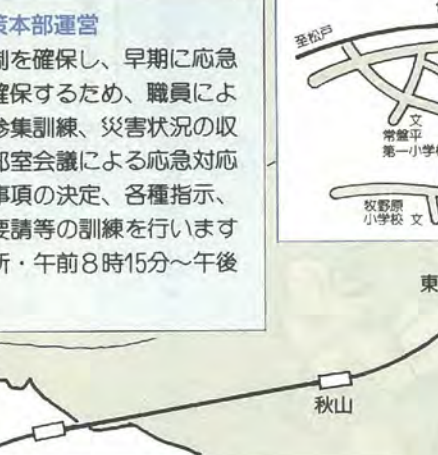 策本部運営
制を確保し、早期に応急
確保するため、職員によ
参集訓練、災害状況の収
部室会議による応急対応
事項の決定、各種指示、
要請等の訓練を行います
所・午前8時15分～午後
至松戸
文
常盤平
第一小学校
牧野原
小学校 文
東
秋山